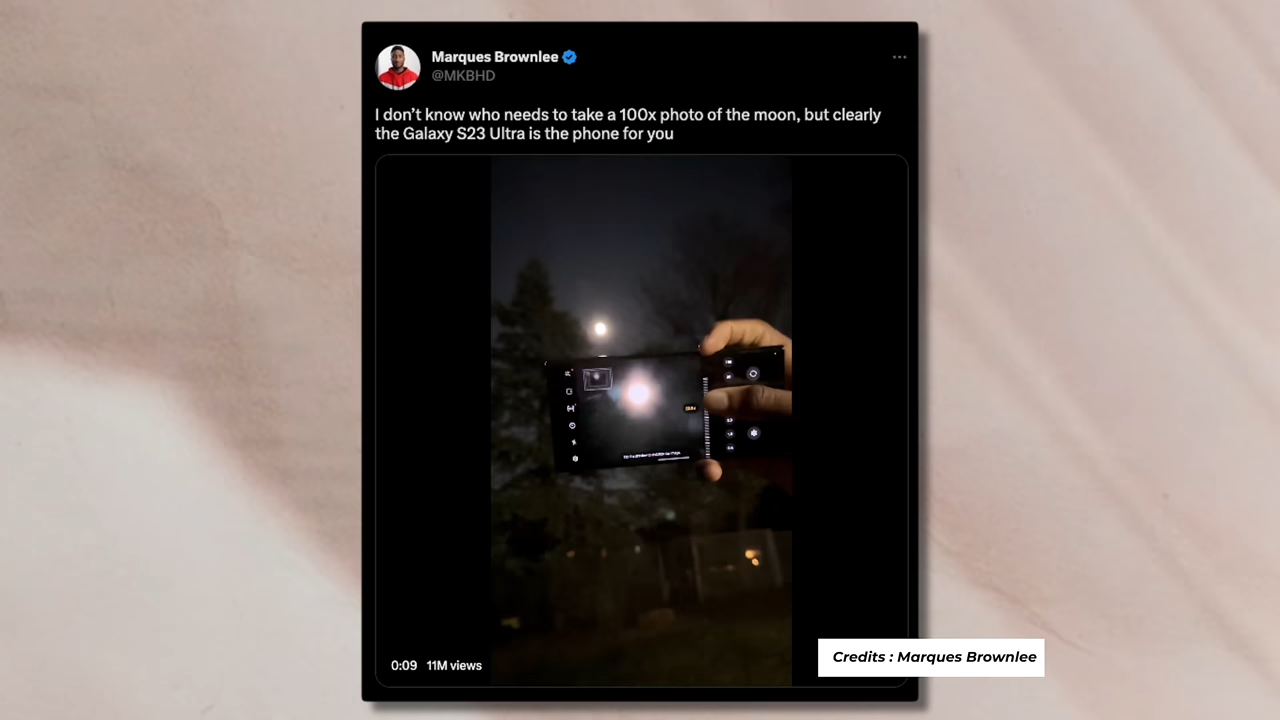 Marques Brownlee
@MKBHD
I don't know who needs to take a 100x photo of the moon, but clearly
the Galaxy S23 Ultra is the phone for you
0:09 11M views
Credits : Marques Brownlee